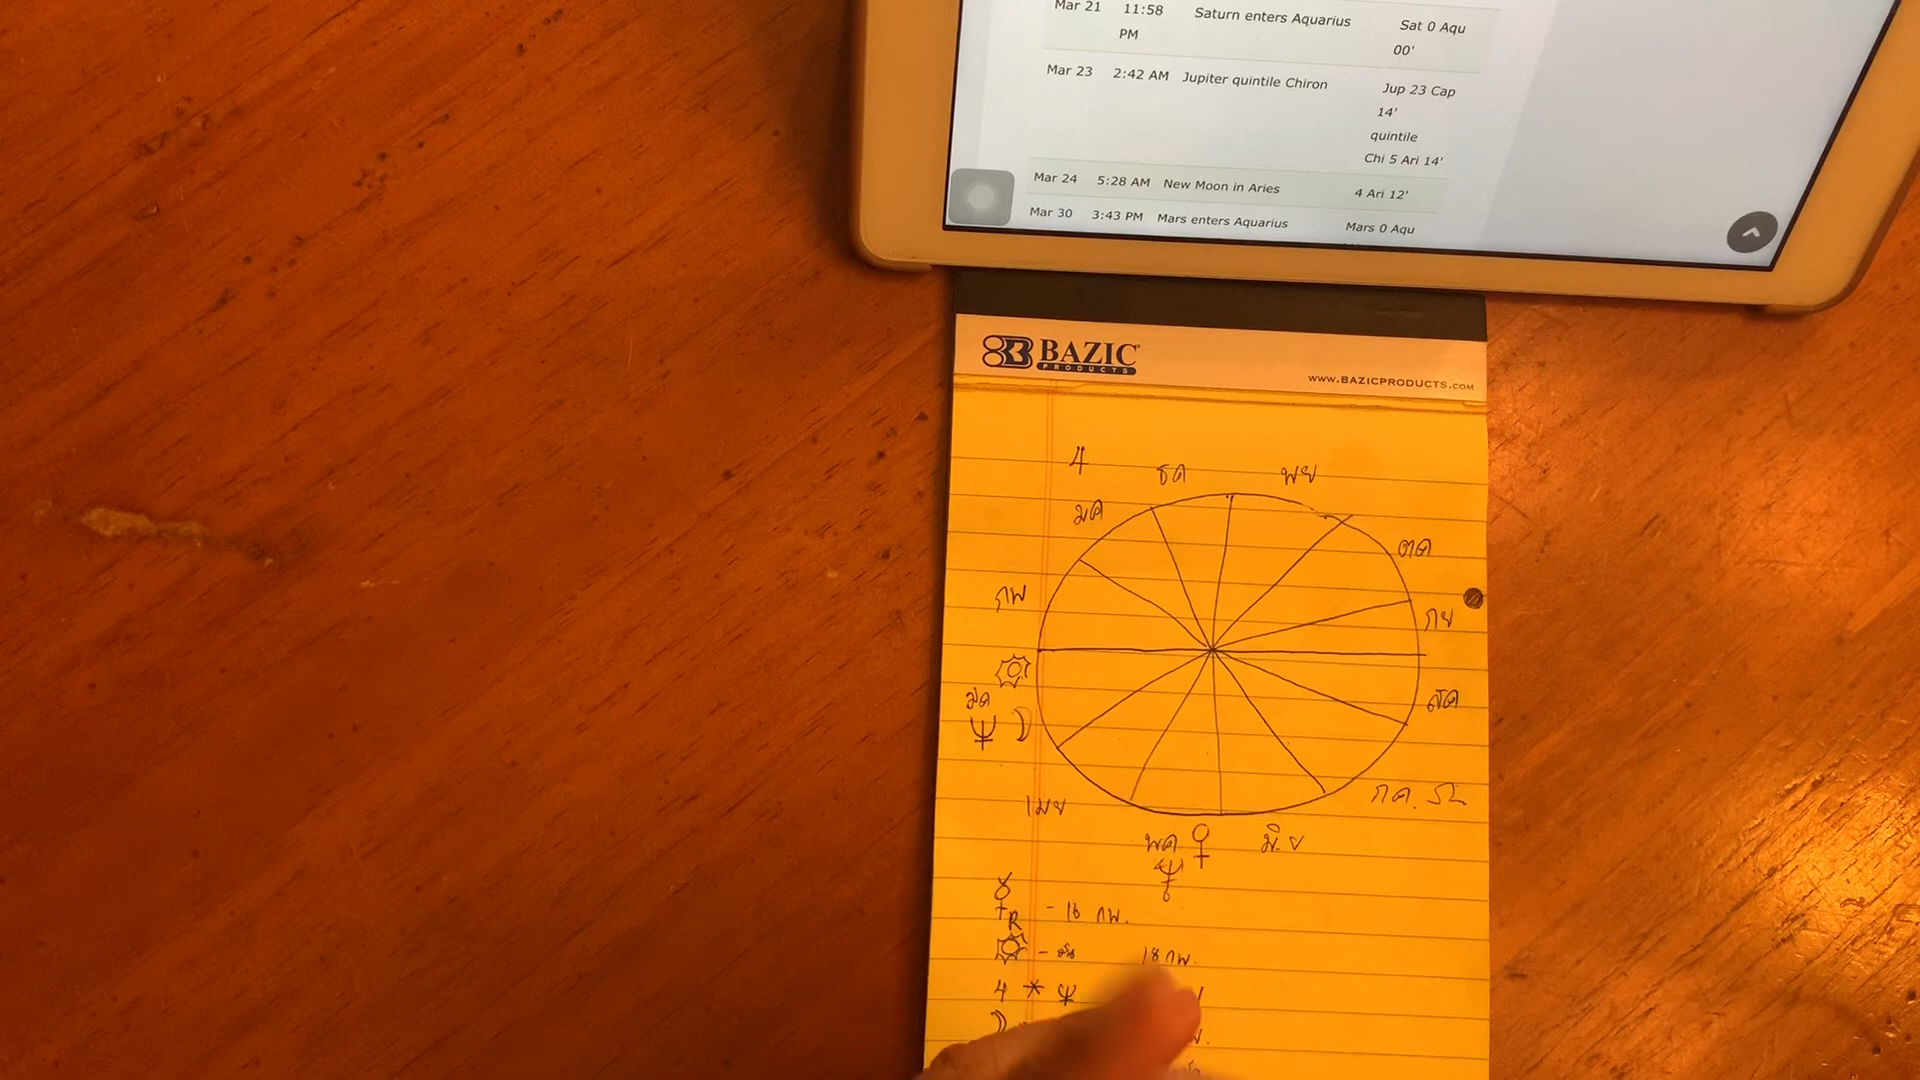 Mar 21 11:58 PM Saturn enters Aquarius Sat 0 Aqu 00'
Mar 23 2:42 AM Jupiter quintile Chiron Jup 23 Cap 14' quintile Chi 5 Ari 14'
Mar 24 5:28 AM New Moon in Aries 4 Ari 12'
Mar 30 3:43 PM Mars enters Aquarius Mars 0 Aqu
BAZIC
PRODUCTS
WWW.BAZICPRODUCTS.COM
ธค พย
มค
ตค
กพ
กย
มีค
สค
เมย
กค.
พค ♀ มิ.ย
R - 16 กพ.
18 กพ.